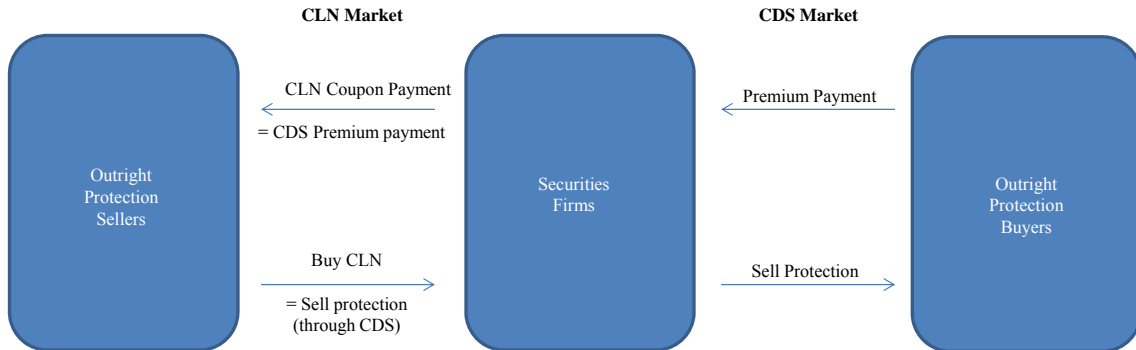 CLN Market
CDS Market
CLN Coupon Payment
= CDS Premium payment
Premium Payment
Outright
Protection
Sellers
Securities
Firms
Outright
Protection
Buyers
Buy CLN
= Sell protection
(through CDS)
Sell Protection